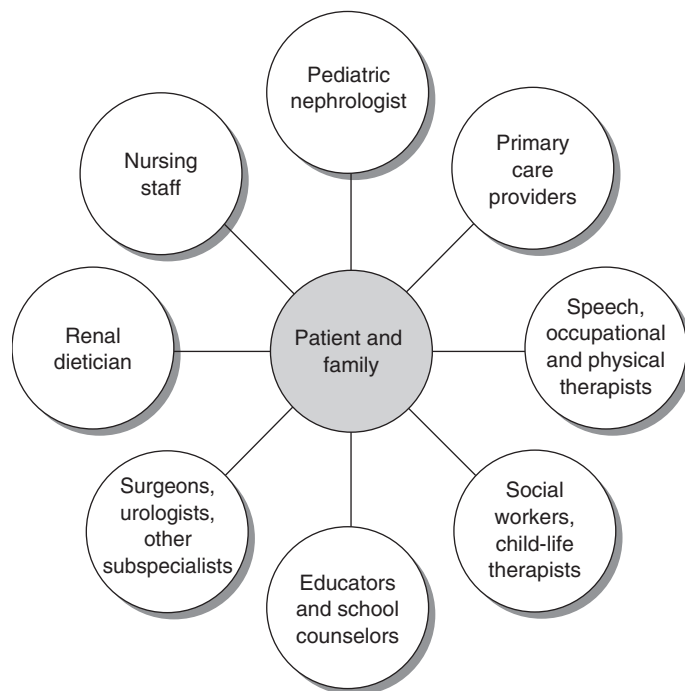 Pediatric
nephrologist
Primary
care
providers
Nursing
staff
Speech,
occupational
and physical
therapists
Patient and
family
Renal
dietician
Social
workers,
child-life
therapists
Surgeons,
urologists,
other
subspecialists
Educators
and school
counselors